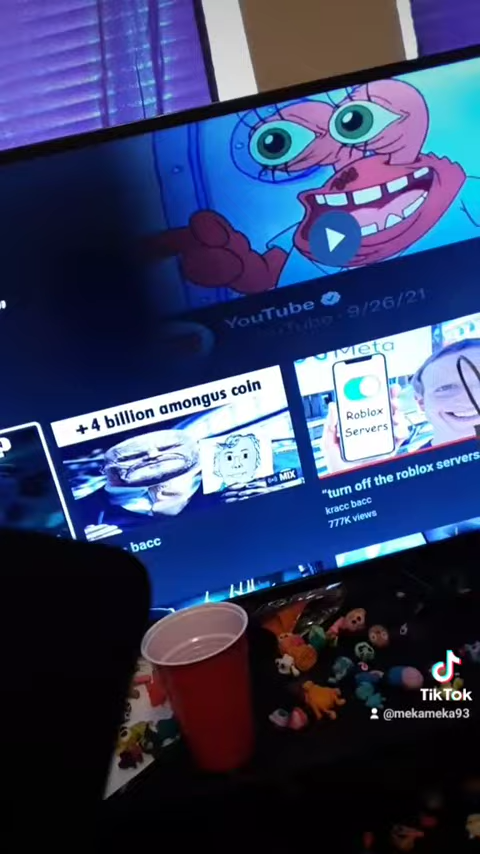 YouTube
YouTube · 9/26/21
Meta
+ 4 billion amongus coin
Roblox
Servers
MIX
"turn off the roblox servers
kracc bacc
777K views
bacc
P
TikTok
@mekameka93